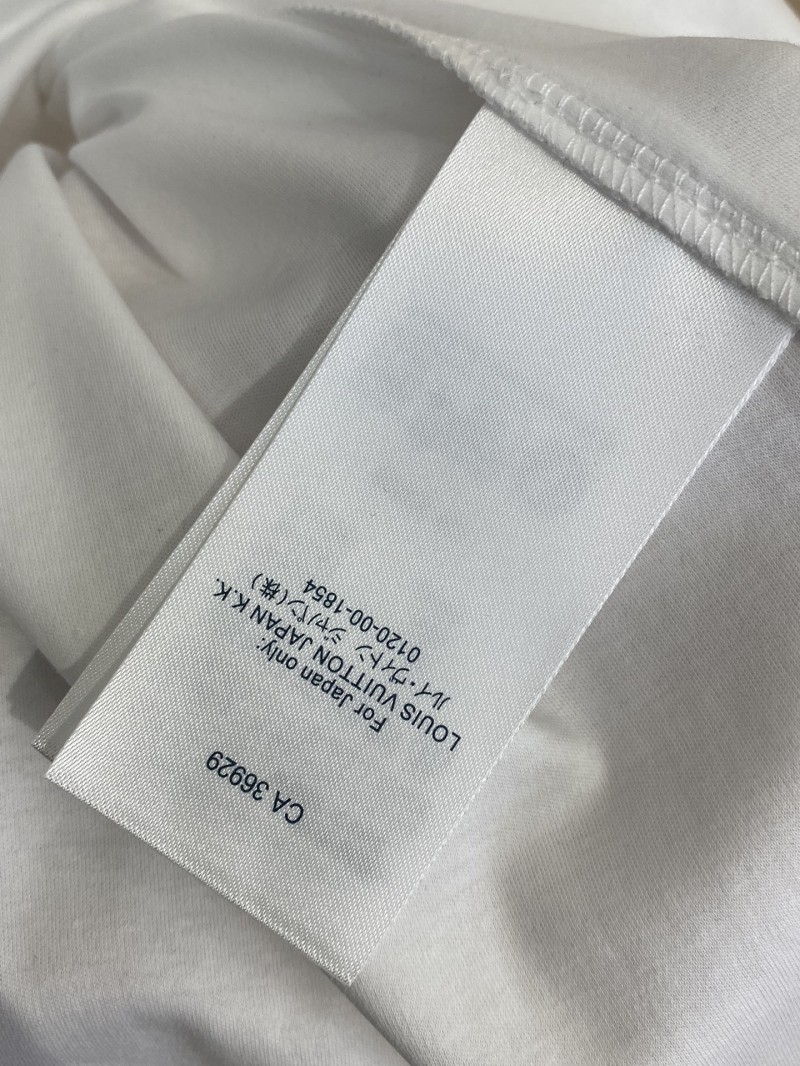 CA 36929
For Japan only:
LOUIS VUITTON JAPAN K.K.
ルイ・ヴィトン ジャパン(株)
0120-00-1854